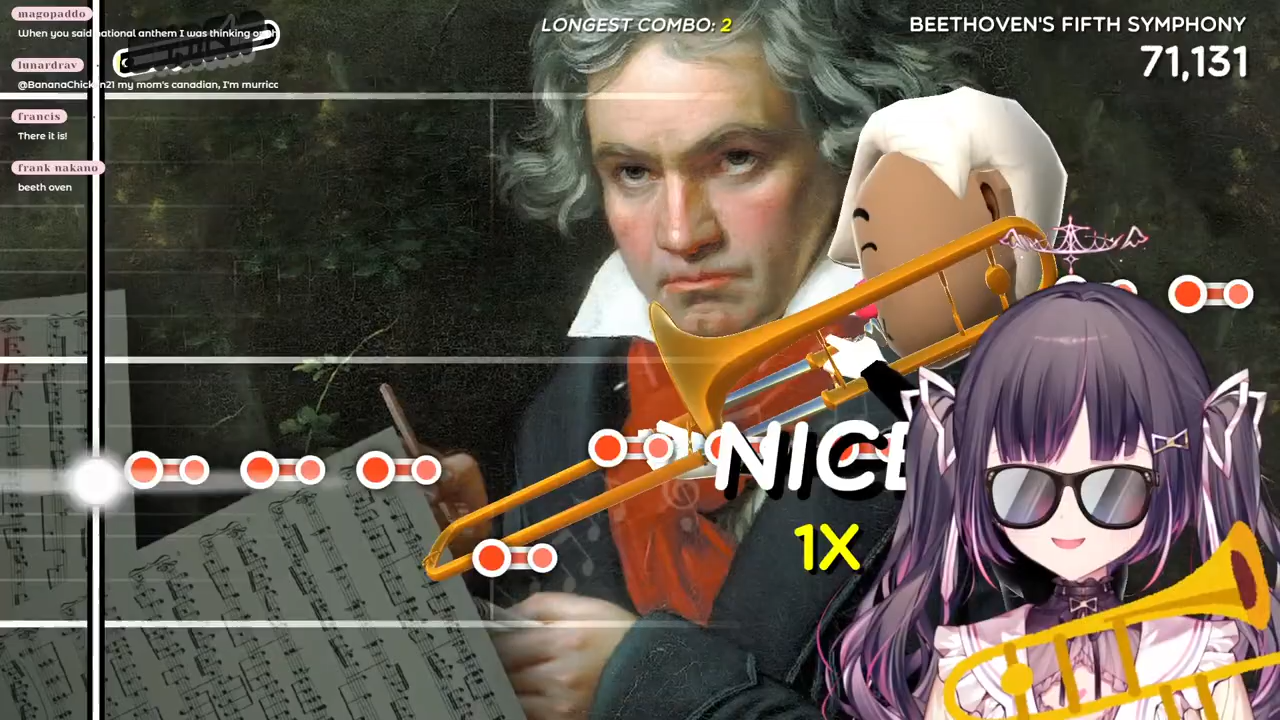 magopaddo
LONGEST COMBO: 2
BEETHOVEN'S FIFTH SYMPHONY
When you said national anthem I was thinking
71,131
lunardrav
@BananaChicken21 my mom's canadian, I'm
francis
There it is!
frank nakano
beeth oven
NICE
1X